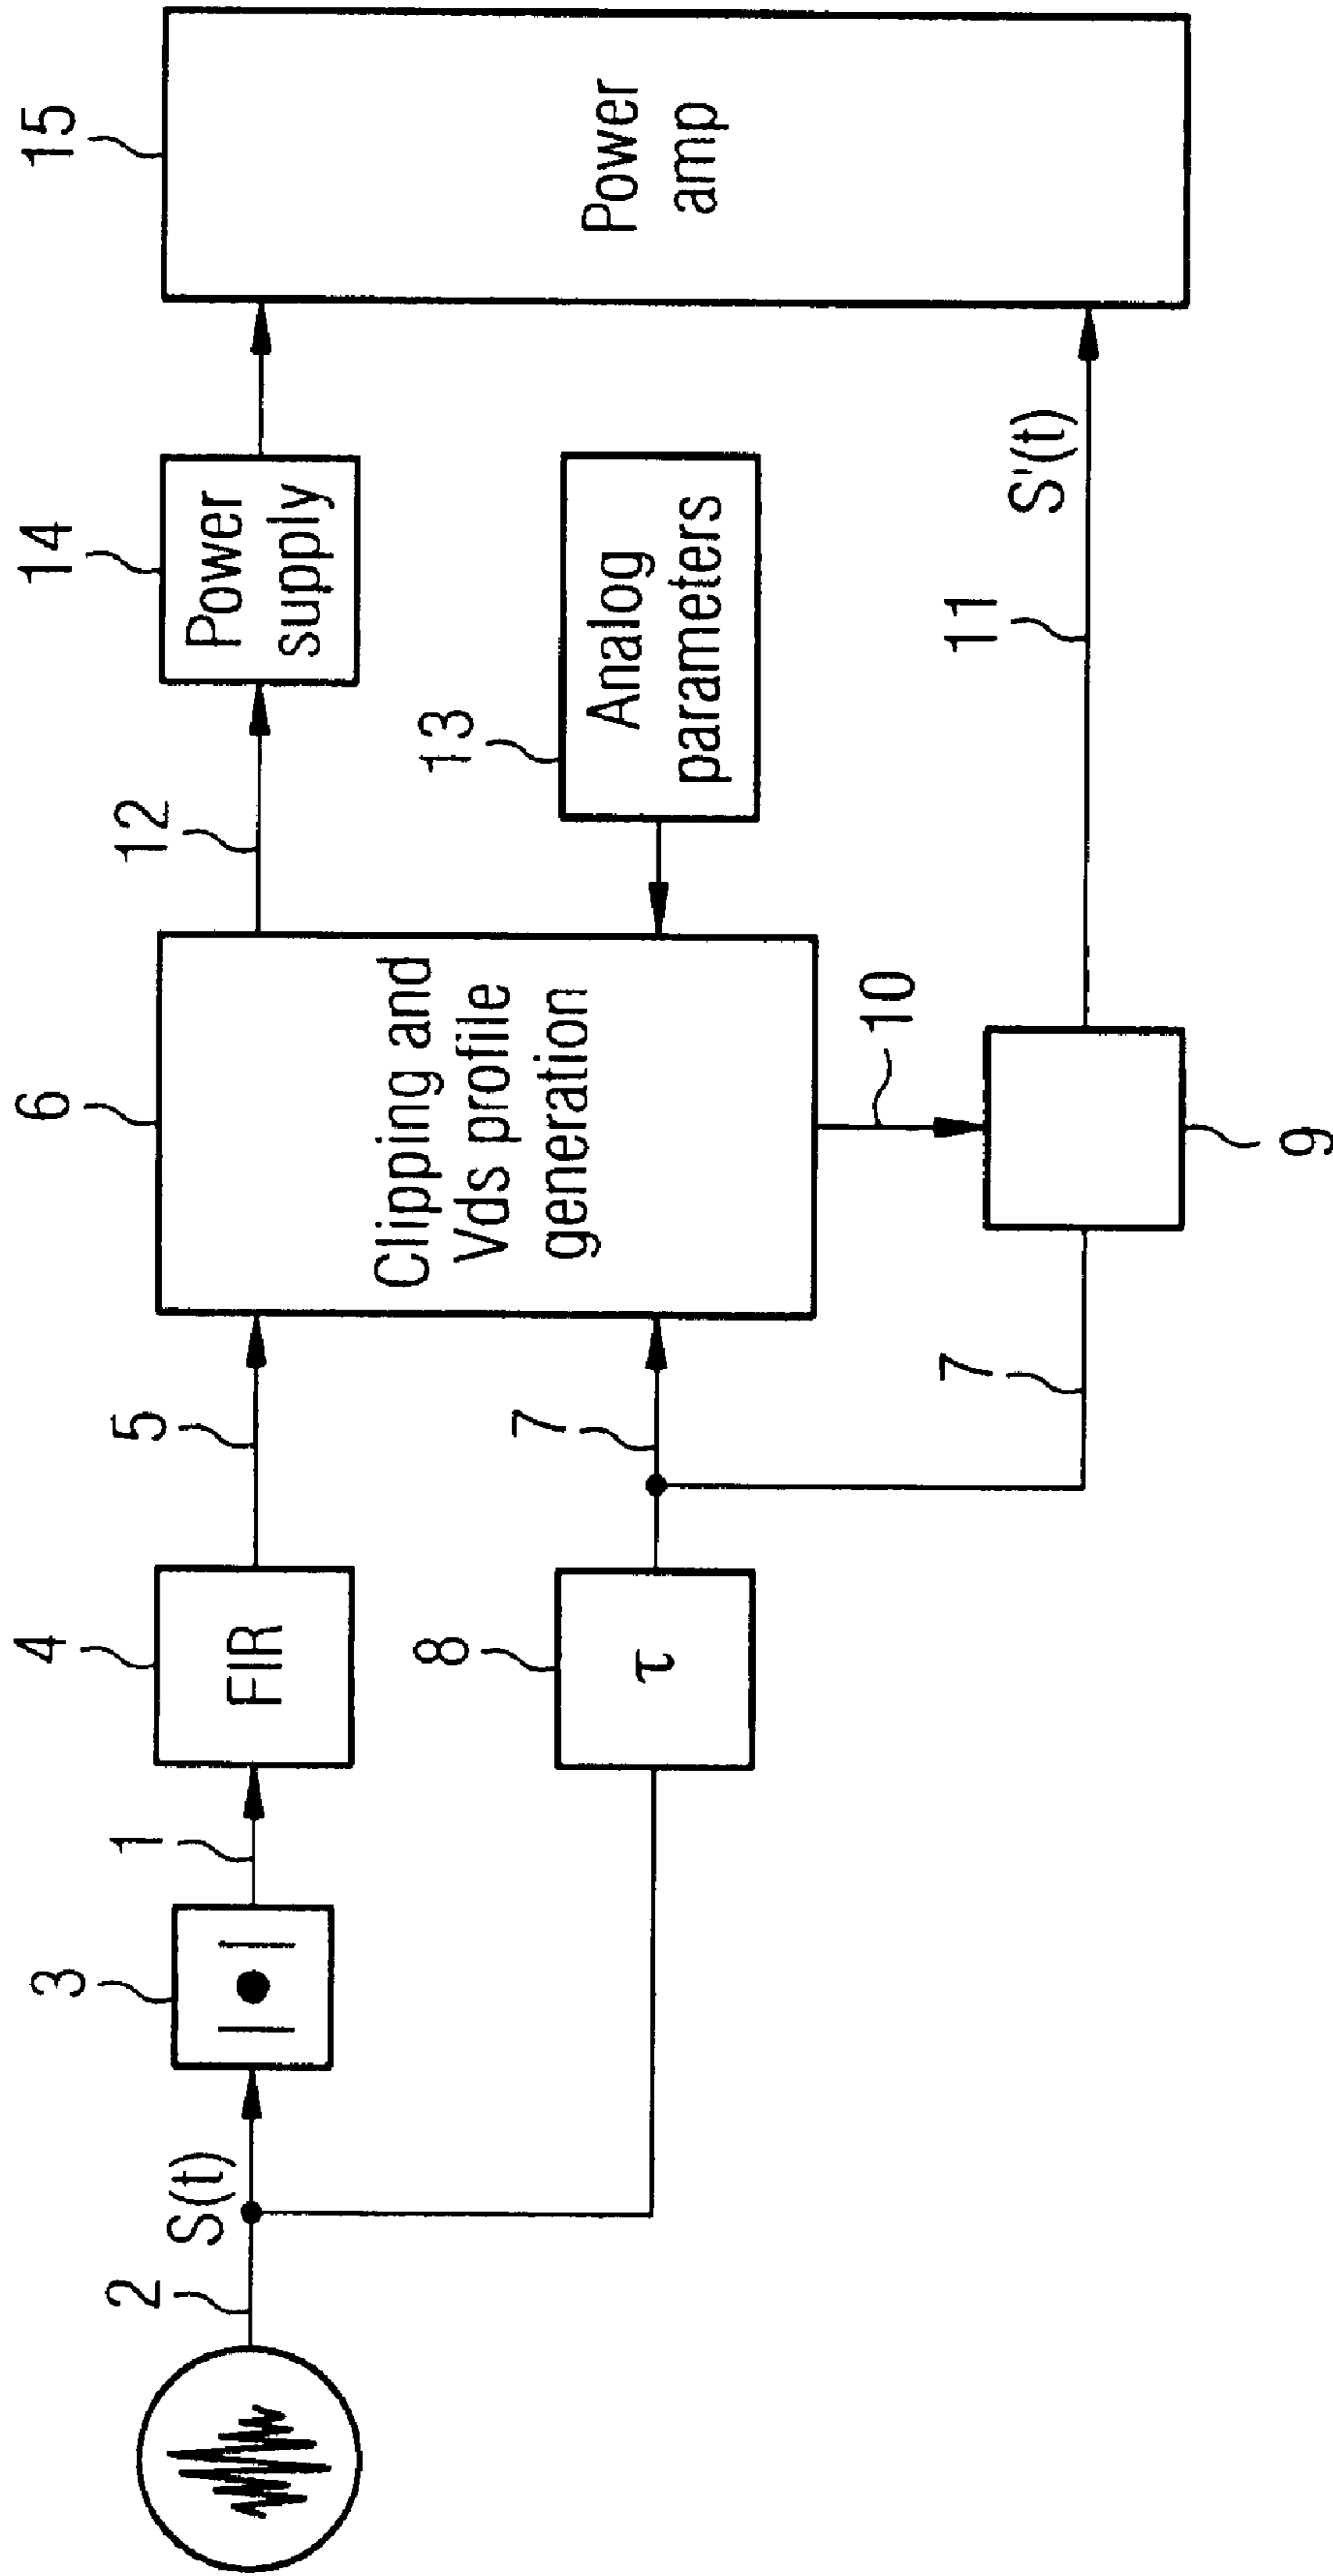 2
S(t)
3
|●|
1
4
FIR
5
6
Clipping and
Vds profile
generation
12
14
Power
supply
15
Power
amp
8
τ
7
13
Analog
parameters
10
7
9
11
S'(t)